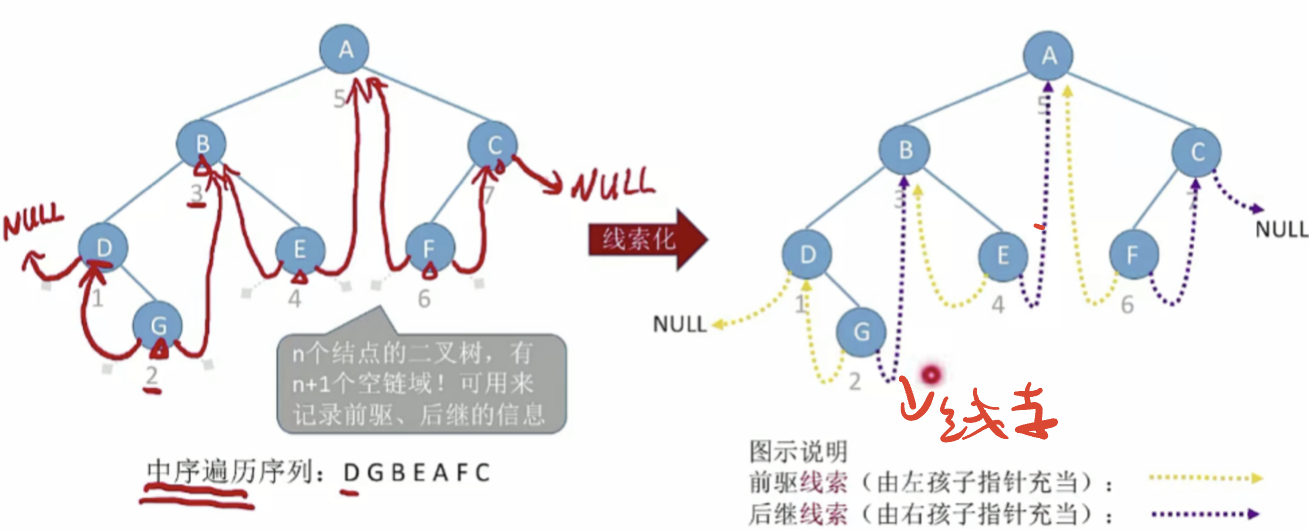 A
5
B
3
C
7
NULL
NULL
D
1
E
4
F
6
G
2
n个结点的二叉树，有
n+1个空链域！可用来
记录前驱、后继的信息
中序遍历序列：D G B E A F C
线索化
A
5
B
3
C
7
NULL
D
1
E
4
F
6
NULL
G
2
线索
图示说明
前驱线索（由左孩子指针充当）：
后继线索（由右孩子指针充当）：